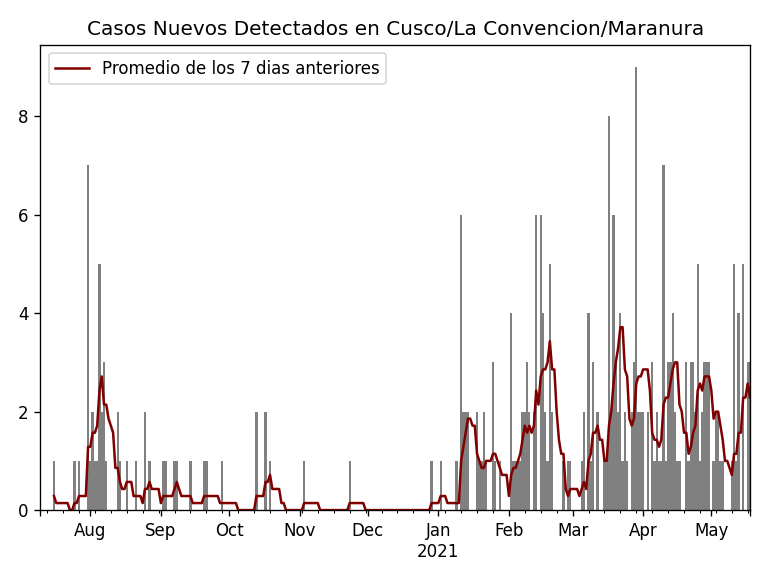 Casos Nuevos Detectados en Cusco/La Convencion/Maranura
Promedio de los 7 dias anteriores
8
6
4
2
0
Aug Sep Oct Nov Dec Jan Feb Mar Apr May
2021